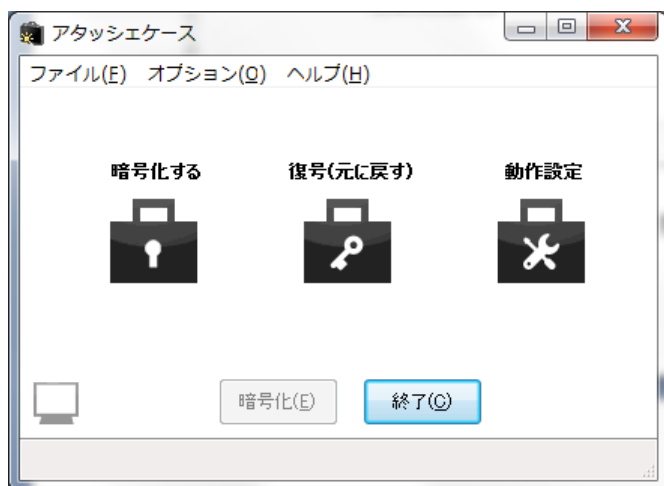 アタッシェケース
ファイル(F) オプション(O) ヘルプ(H)
暗号化する 復号(元に戻す) 動作設定
暗号化(E) 終了(C)